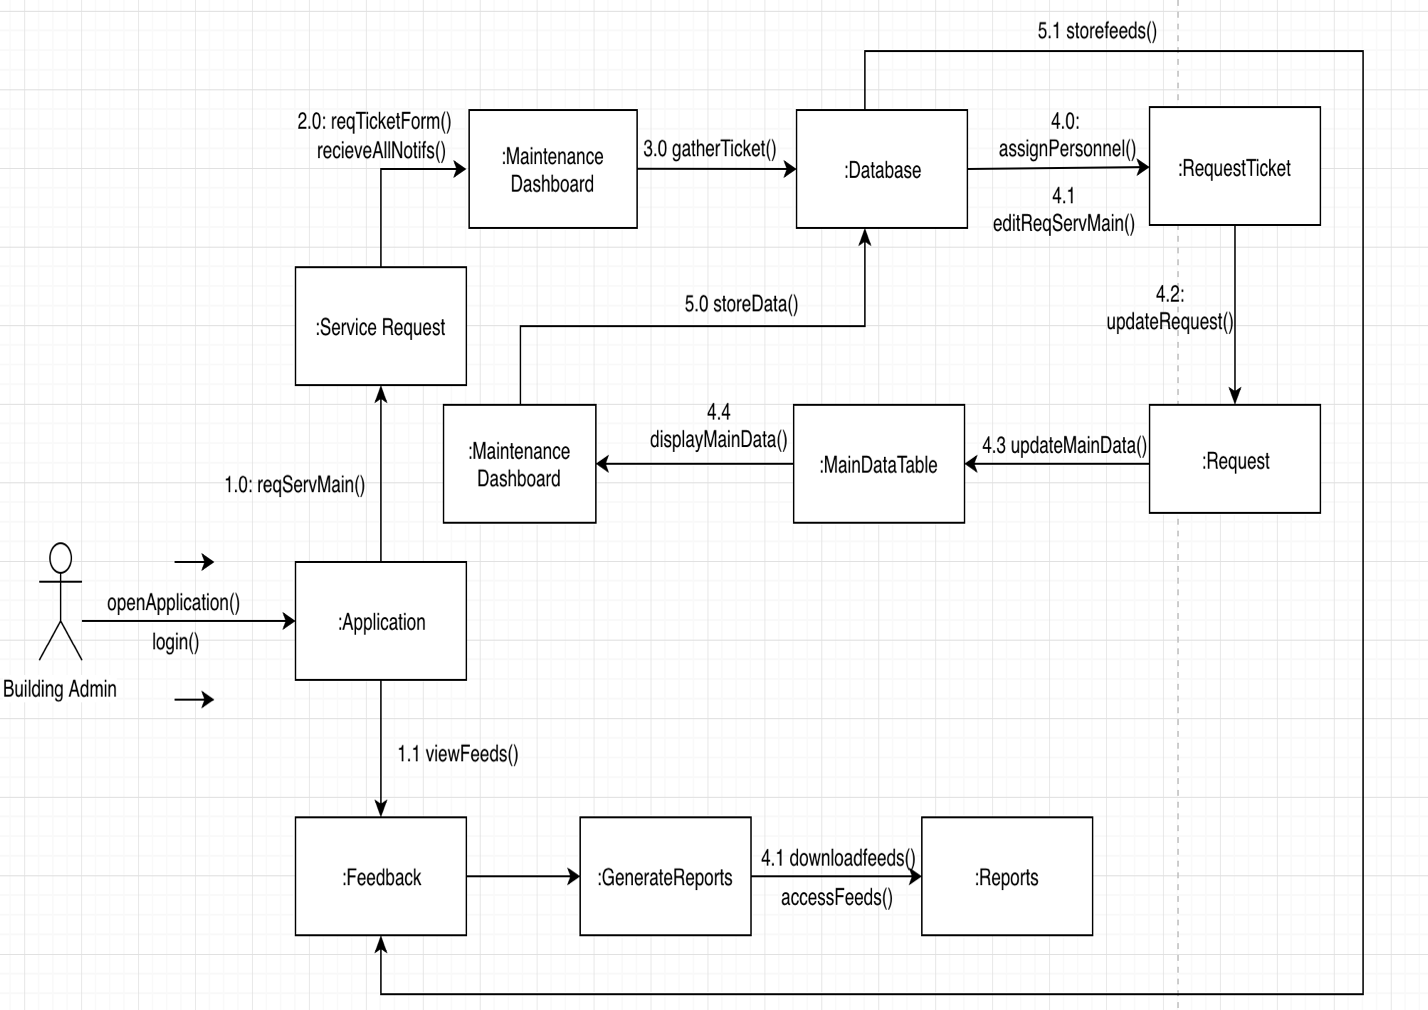 5.1 storefeeds()
2.0: reqTicketForm()
recieveAllNotifs()
:Maintenance
Dashboard
3.0 gatherTicket()
:Database
4.0:
assignPersonnel()
4.1
editReqServMain()
:RequestTicket
:Service Request
5.0 storeData()
4.2:
updateRequest()
:Maintenance
Dashboard
4.4
displayMainData()
:MainDataTable
4.3 updateMainData()
:Request
1.0: reqServMain()
openApplication()
login()
Building Admin
:Application
1.1 viewFeeds()
:Feedback
:GenerateReports
4.1 downloadfeeds()
accessFeeds()
:Reports